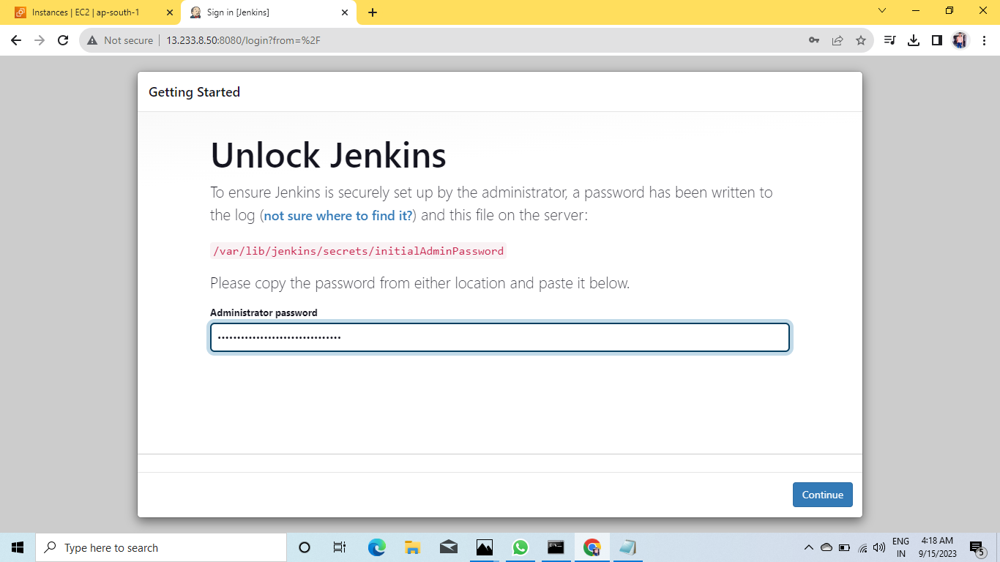 Instances | EC2 | ap-south-1
Sign in [Jenkins]
Not secure
13.233.8.50:8080/login?from=%2F
Getting Started
Unlock Jenkins
To ensure Jenkins is securely set up by the administrator, a password has been written to
the log (not sure where to find it?) and this file on the server:
/var/lib/jenkins/secrets/initialAdminPassword
Please copy the password from either location and paste it below.
Administrator password
Continue
Type here to search
ENG
IN
4:18 AM
9/15/2023
5